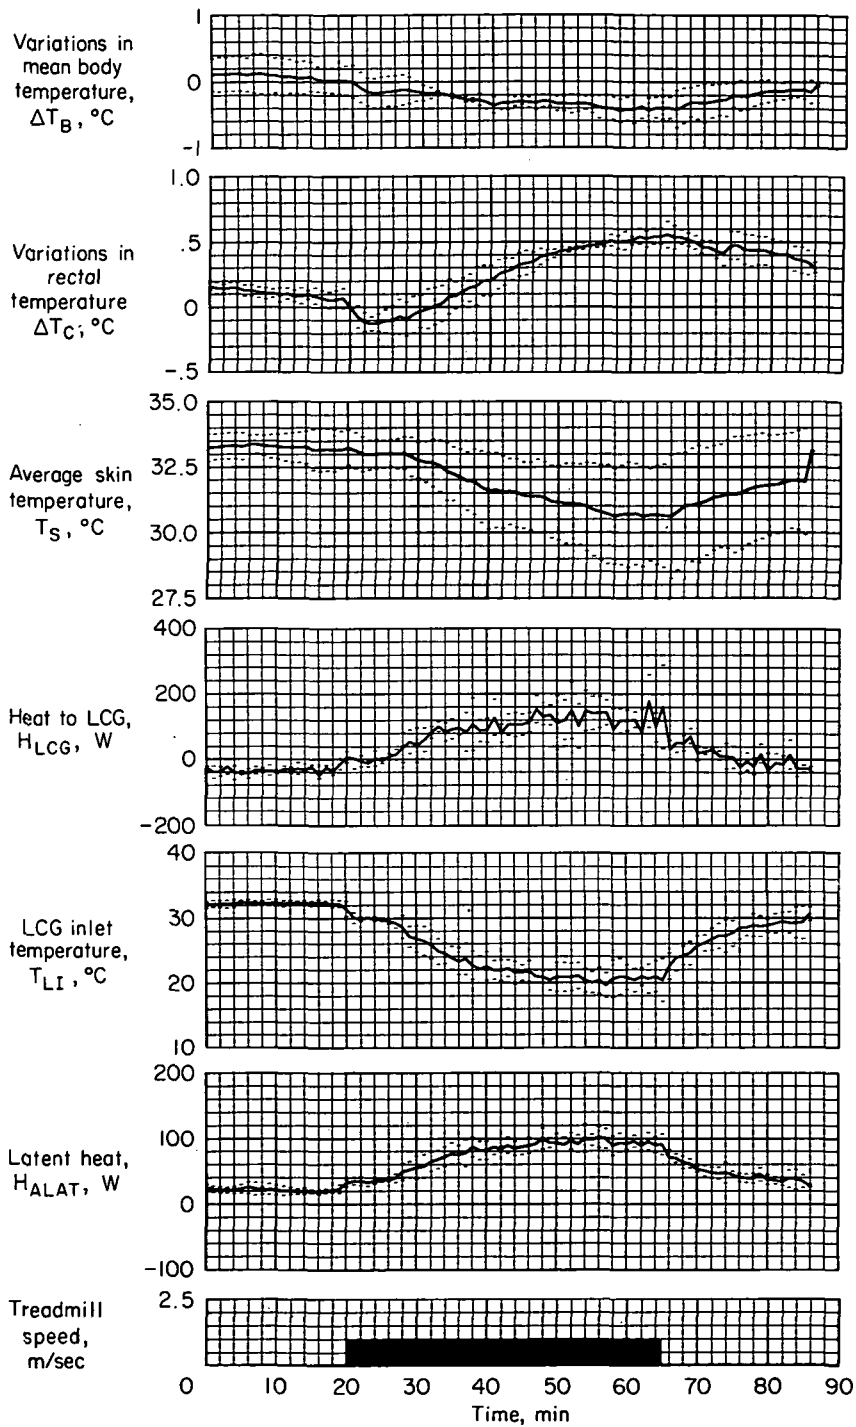 1
Variations in
mean body
temperature,
ΔT_B, °C
0
-1
1.0
Variations in
rectal
temperature
ΔT_C, °C
.5
0
-.5
35.0
Average skin
temperature,
T_S, °C
32.5
30.0
27.5
400
Heat to LCG,
H_LCG, W
200
0
-200
40
LCG inlet
temperature,
T_LI, °C
30
20
10
200
Latent heat,
H_ALAT, W
100
0
-100
Treadmill
speed,
m/sec
2.5
0 10 20 30 40 50 60 70 80 90
Time, min